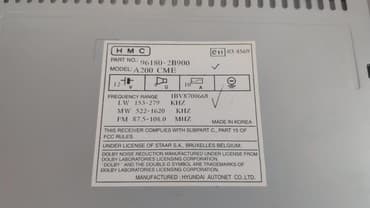 HMC e11 03 4569
PART NO.: 96180-2B900
MODEL: A200 CME
12 V Ω 10 A
FREQUENCY RANGE 1BVS700668
LW 153-279 KHZ
MW 522-1620 KHZ
FM 87.5-108.0 MHZ
MADE IN KOREA
THIS RECEIVER COMPLIES WITH SUBPART C, PART 15 OF
FCC RULES.
UNDER LICENSE OF STAAR S.A., BRUXELLES BELGIUM.
DOLBY NOISE REDUCTION MANUFACTURED UNDER LICENSE FROM
DOLBY LABORATORIES LICENSING CORPORATION.
"DOLBY" AND THE DOUBLE-D SYMBOL ARE TRADEMARKS OF
DOLBY LABORATORIES LICENSING CORPORATION.
MANUFACTURED: HYUNDAI AUTONET CO., LTD.